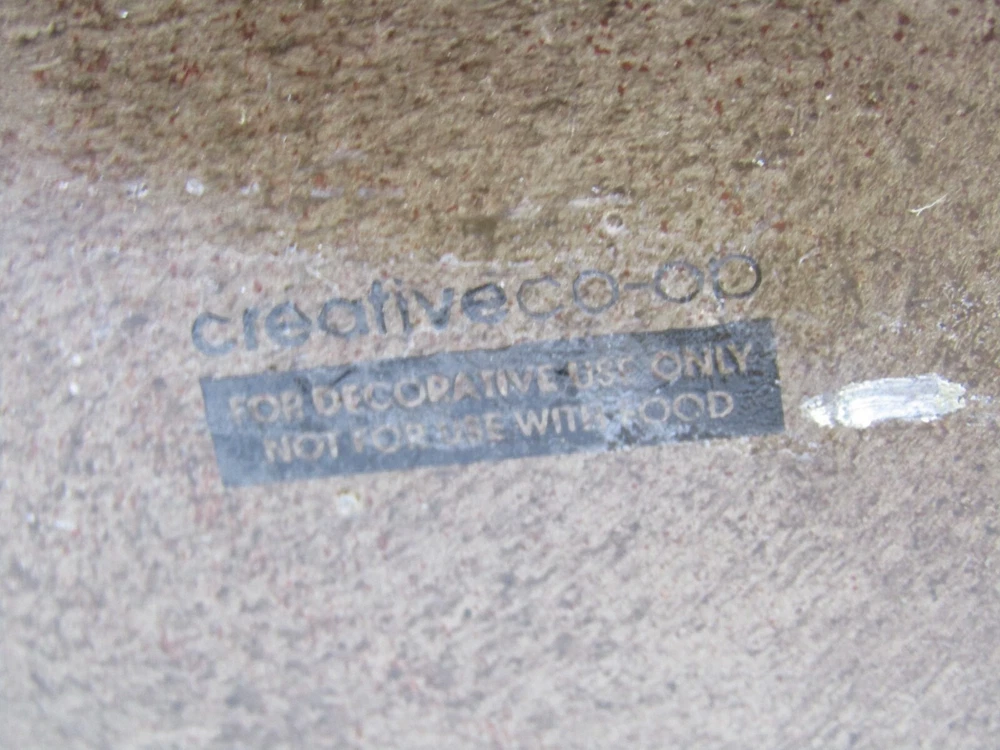 creativeco-op
FOR DECORATIVE USE ONLY
NOT FOR USE WITH FOOD